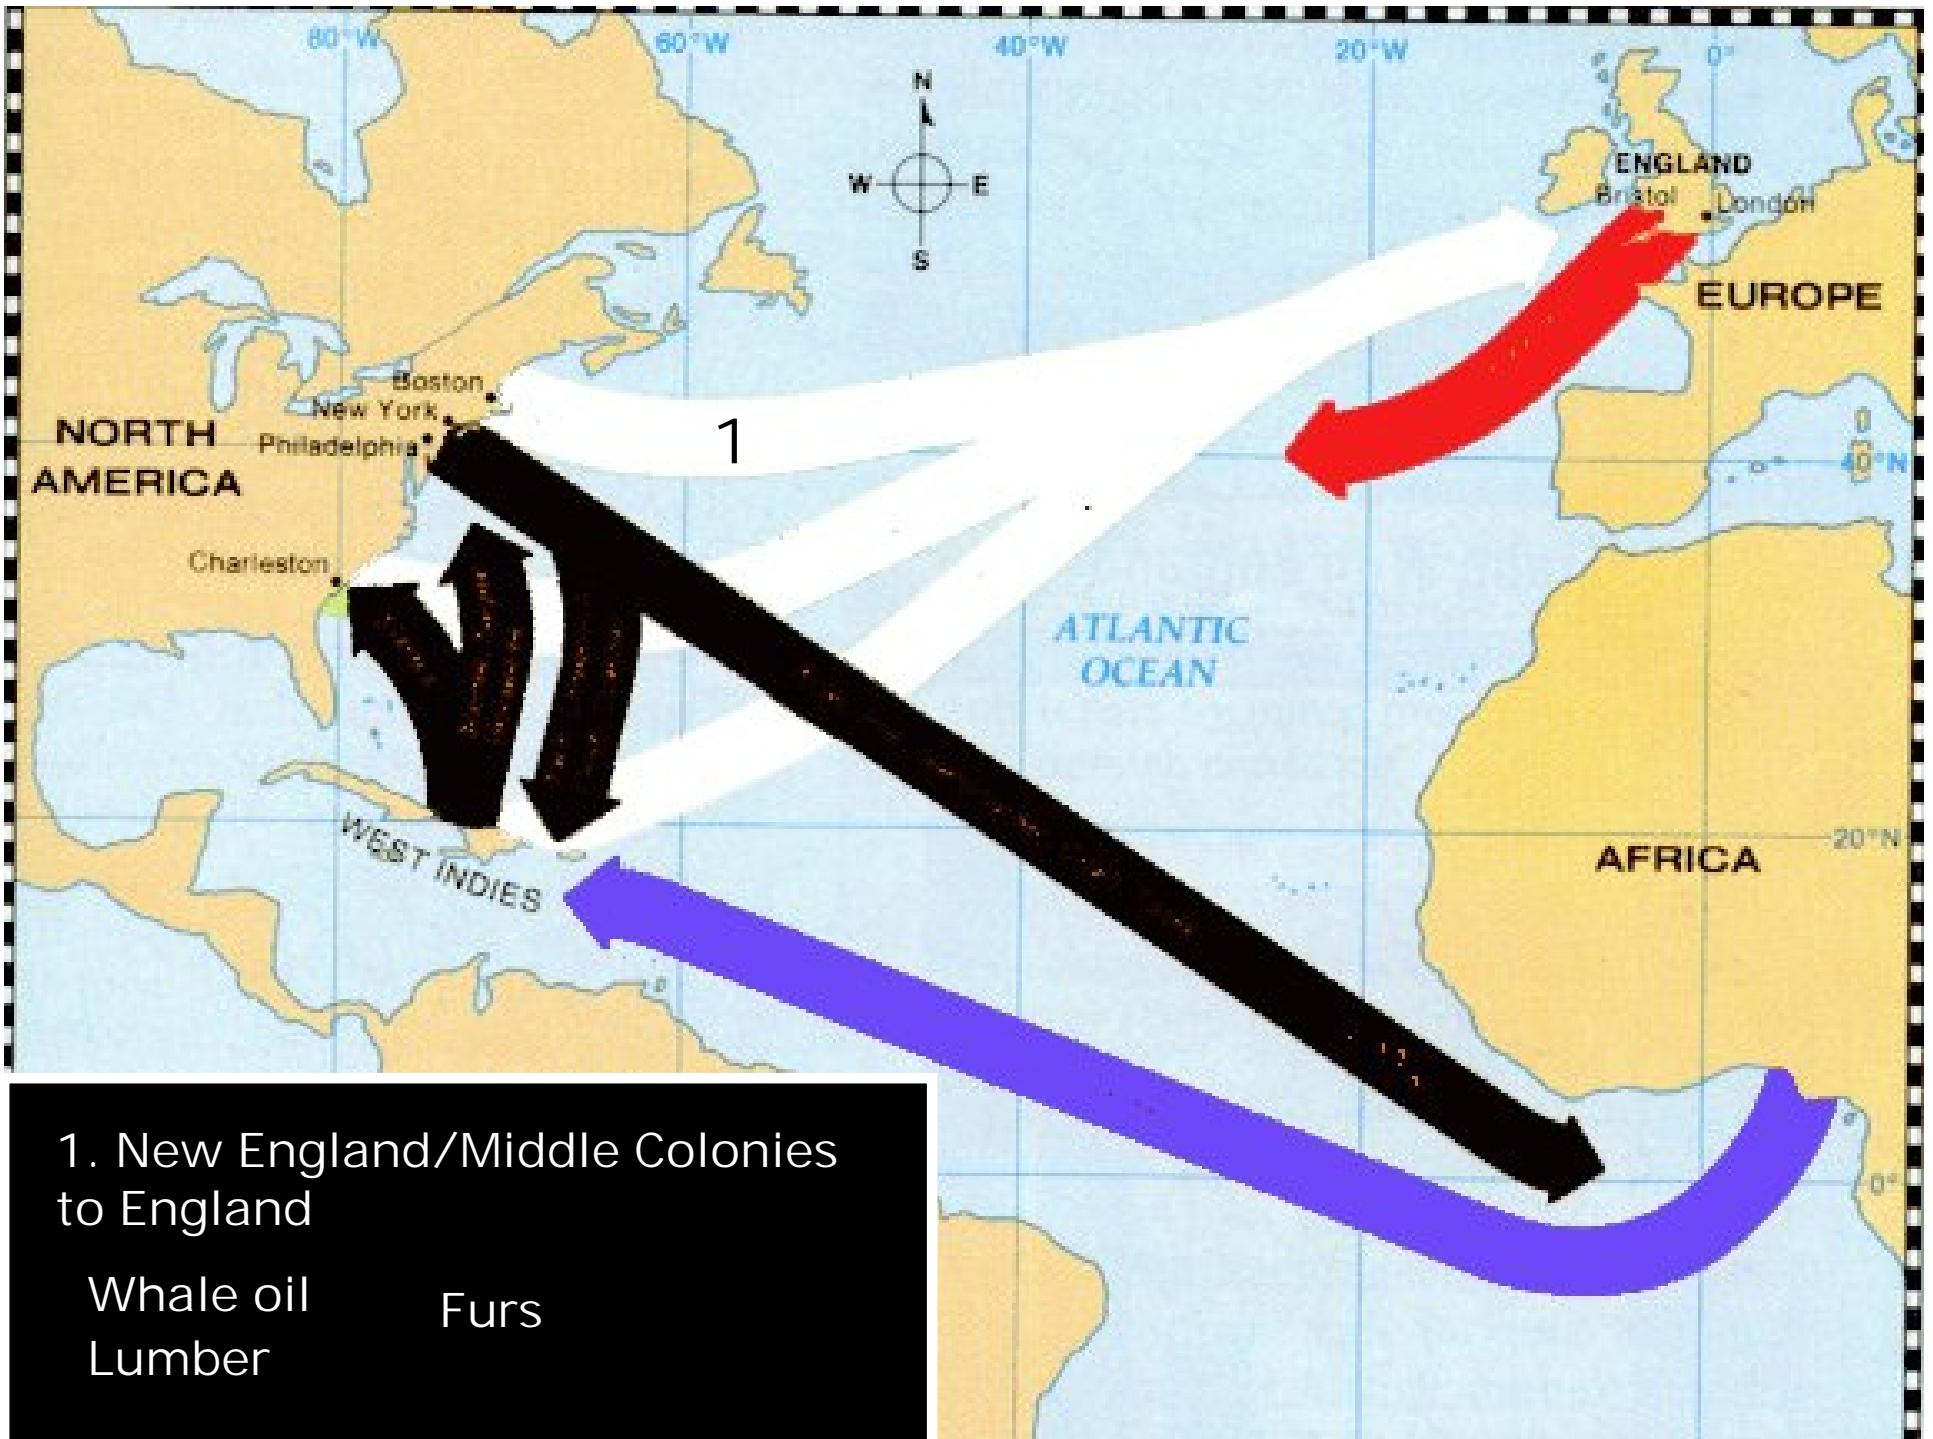 80°W
60°W
40°W
20°W
0°
N
W
E
S
ENGLAND
Bristol
London
EUROPE
Boston
New York
Philadelphia
NORTH
AMERICA
1
40°N
Charleston
ATLANTIC
OCEAN
WEST INDIES
20°N
AFRICA
0°
1. New England/Middle Colonies
to England
Whale oil
Furs
Lumber